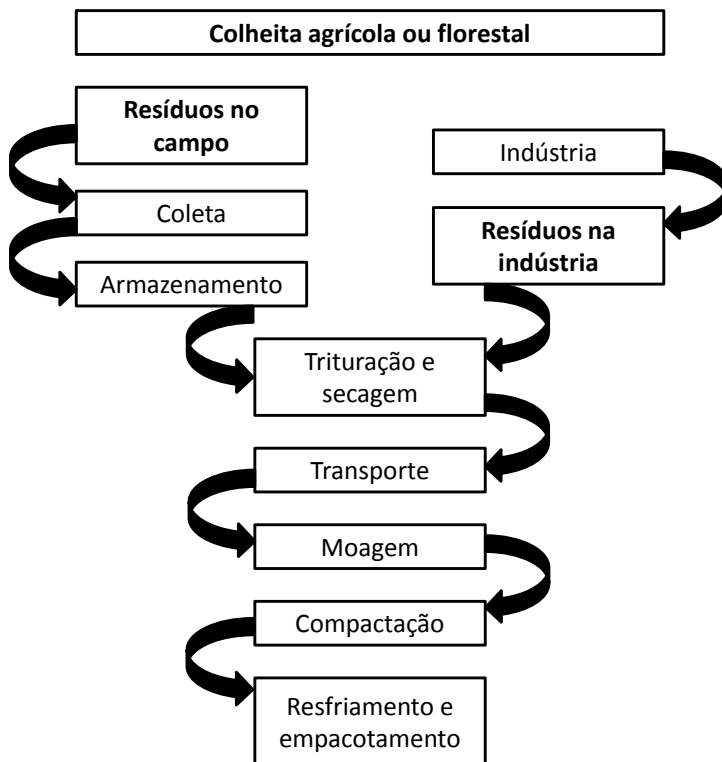 Colheita agrícola ou florestal
Resíduos no
campo
Indústria
Coleta
Resíduos na
indústria
Armazenamento
Trituração e
secagem
Transporte
Moagem
Compactação
Resfriamento e
empacotamento